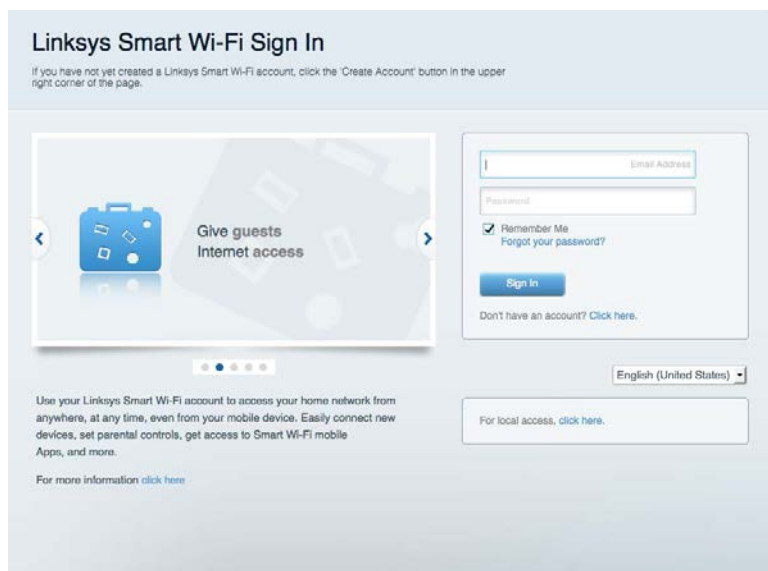 Linksys Smart Wi-Fi Sign In
If you have not yet created a Linksys Smart Wi-Fi account, click the 'Create Account' button in the upper
right corner of the page.
Give guests
Internet access
Email Address
Password
Remember Me
Forgot your password?
Sign In
Don't have an account? Click here.
English (United States)
Use your Linksys Smart Wi-Fi account to access your home network from
anywhere, at any time, even from your mobile device. Easily connect new
devices, set parental controls, get access to Smart Wi-Fi mobile
Apps, and more.
For more information click here
For local access, click here.